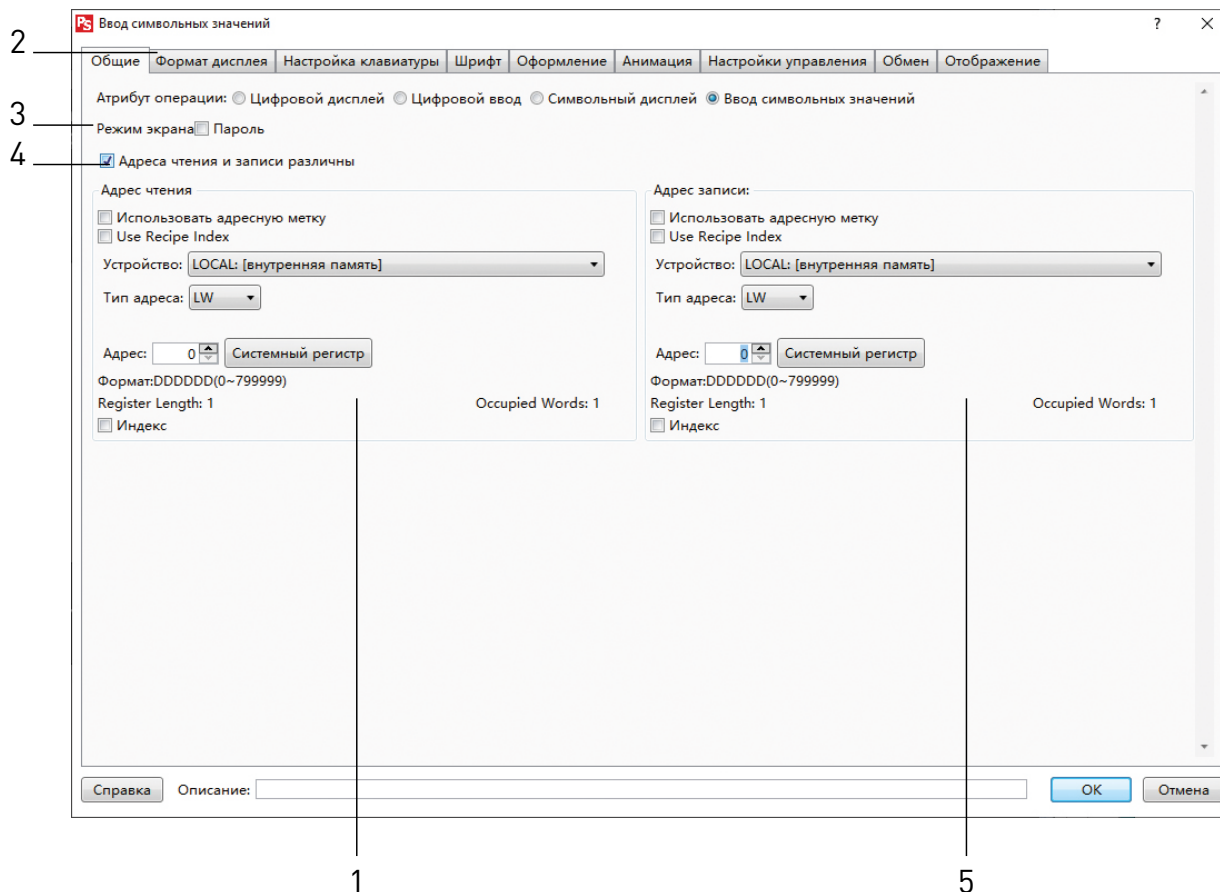 PS Ввод символьных значений ? ×
2
Общие Формат дисплея Настройка клавиатуры Шрифт Оформление Анимация Настройки управления Обмен Отображение
Атрибут операции: Цифровой дисплей Цифровой ввод Символьный дисплей Ввод символьных значений
3 Режим экрана Пароль
4 Адреса чтения и записи различны
Адрес чтения
Использовать адресную метку
Use Recipe Index
Устройство: LOCAL: [внутренняя память]
Тип адреса: LW
Адрес: 0 Системный регистр
Формат:DDDDDD(0~799999)
Register Length: 1 Occupied Words: 1
Индекс
Адрес записи:
Использовать адресную метку
Use Recipe Index
Устройство: LOCAL: [внутренняя память]
Тип адреса: LW
Адрес: 0 Системный регистр
Формат:DDDDDD(0~799999)
Register Length: 1 Occupied Words: 1
Индекс
Справка Описание: OK Отмена
1 5